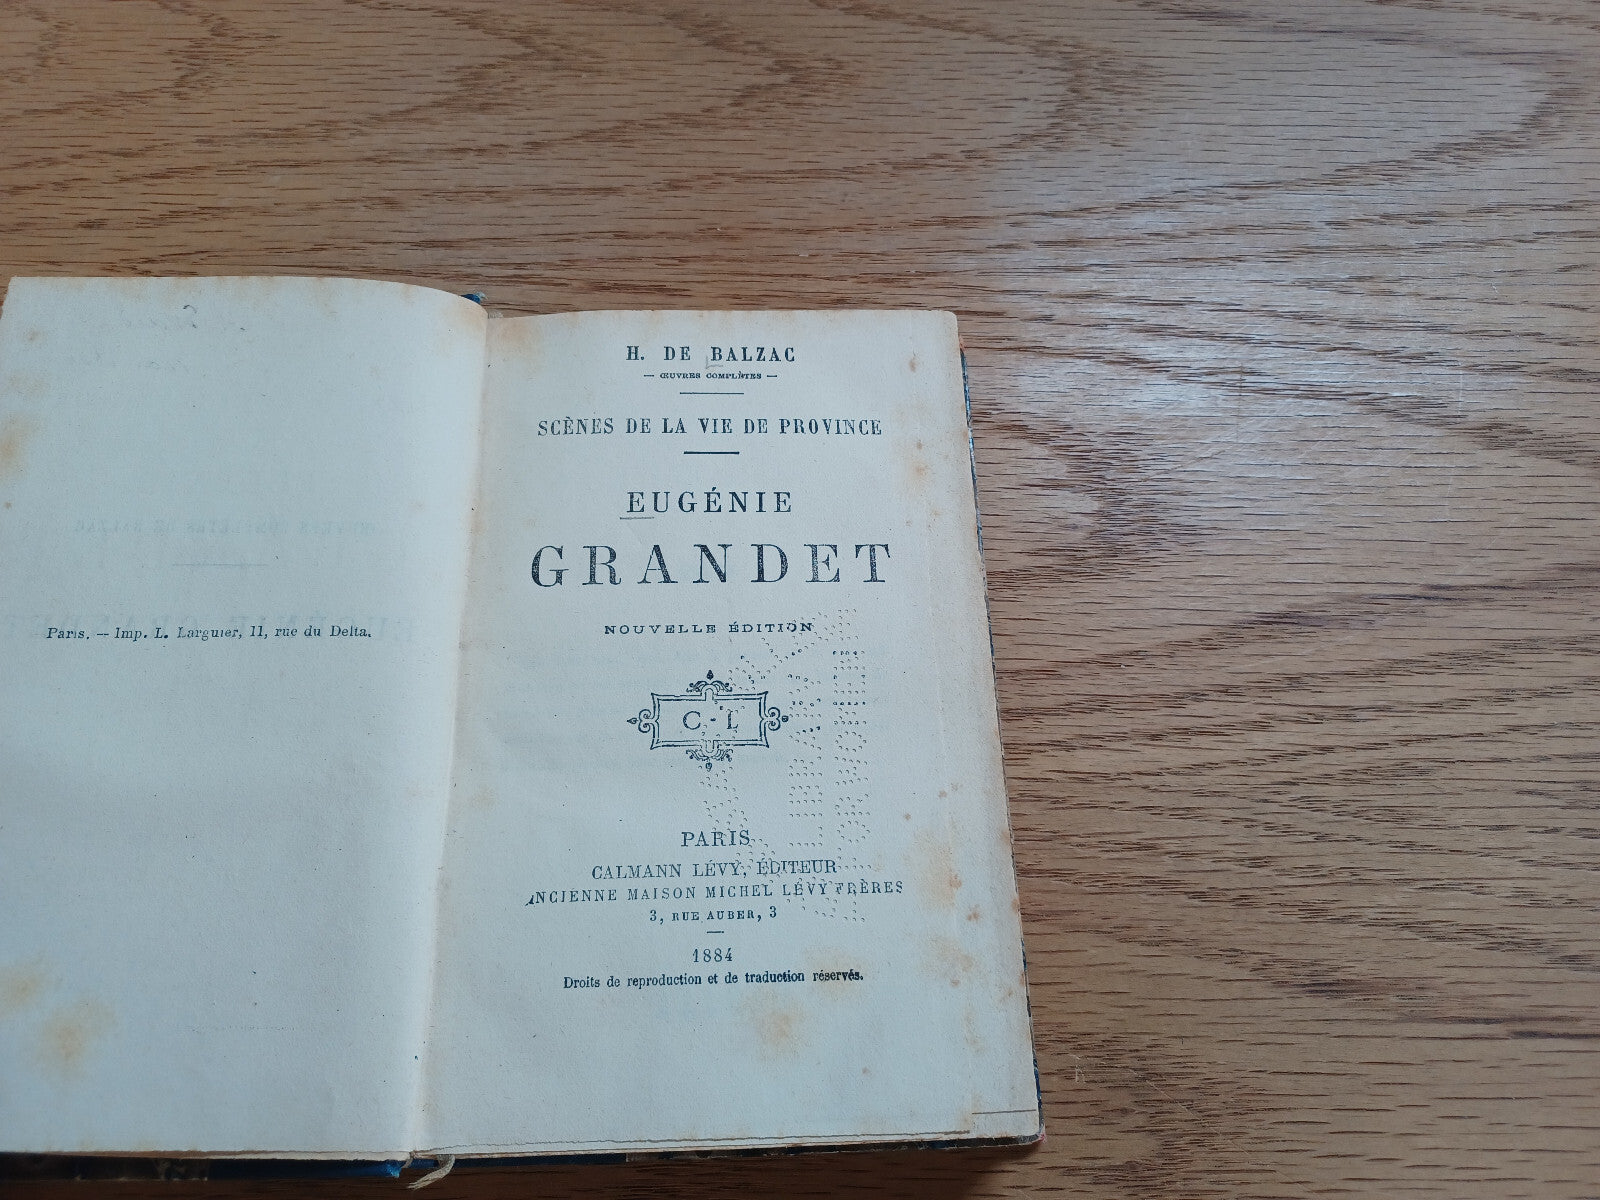 Paris. — Imp. L. Larguier, 11, rue du Delta.
H. DE BALZAC
— ŒUVRES COMPLÈTES —
SCÈNES DE LA VIE DE PROVINCE
EUGÉNIE
GRANDET
NOUVELLE ÉDITION
C-L
PARIS
CALMANN LÉVY, ÉDITEUR
ANCIENNE MAISON MICHEL LÉVY FRÈRES
3, RUE AUBER, 3
1884
Droits de reproduction et de traduction réservés.